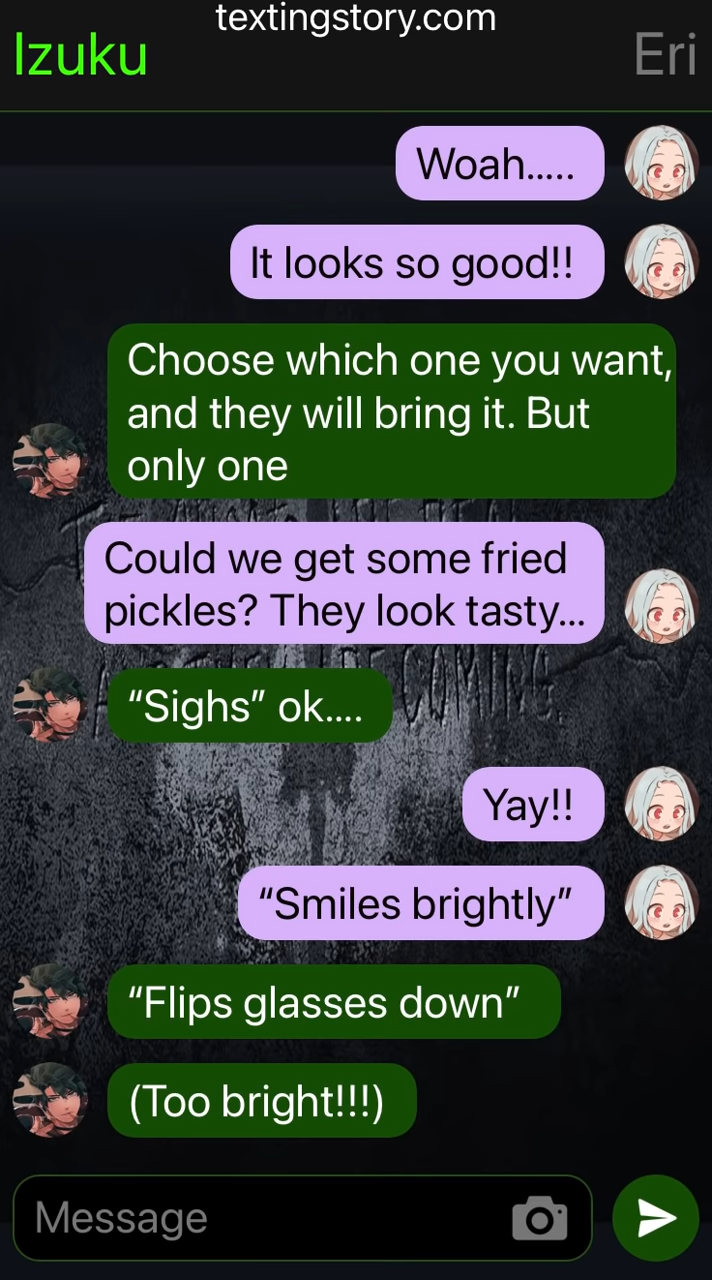 textingstory.com
Izuku
Eri
Woah.....
It looks so good!!
Choose which one you want,
and they will bring it. But
only one
Could we get some fried
pickles? They look tasty...
“Sighs” ok....
COMING
Yay!!
“Smiles brightly”
“Flips glasses down”
(Too bright!!!)
Message